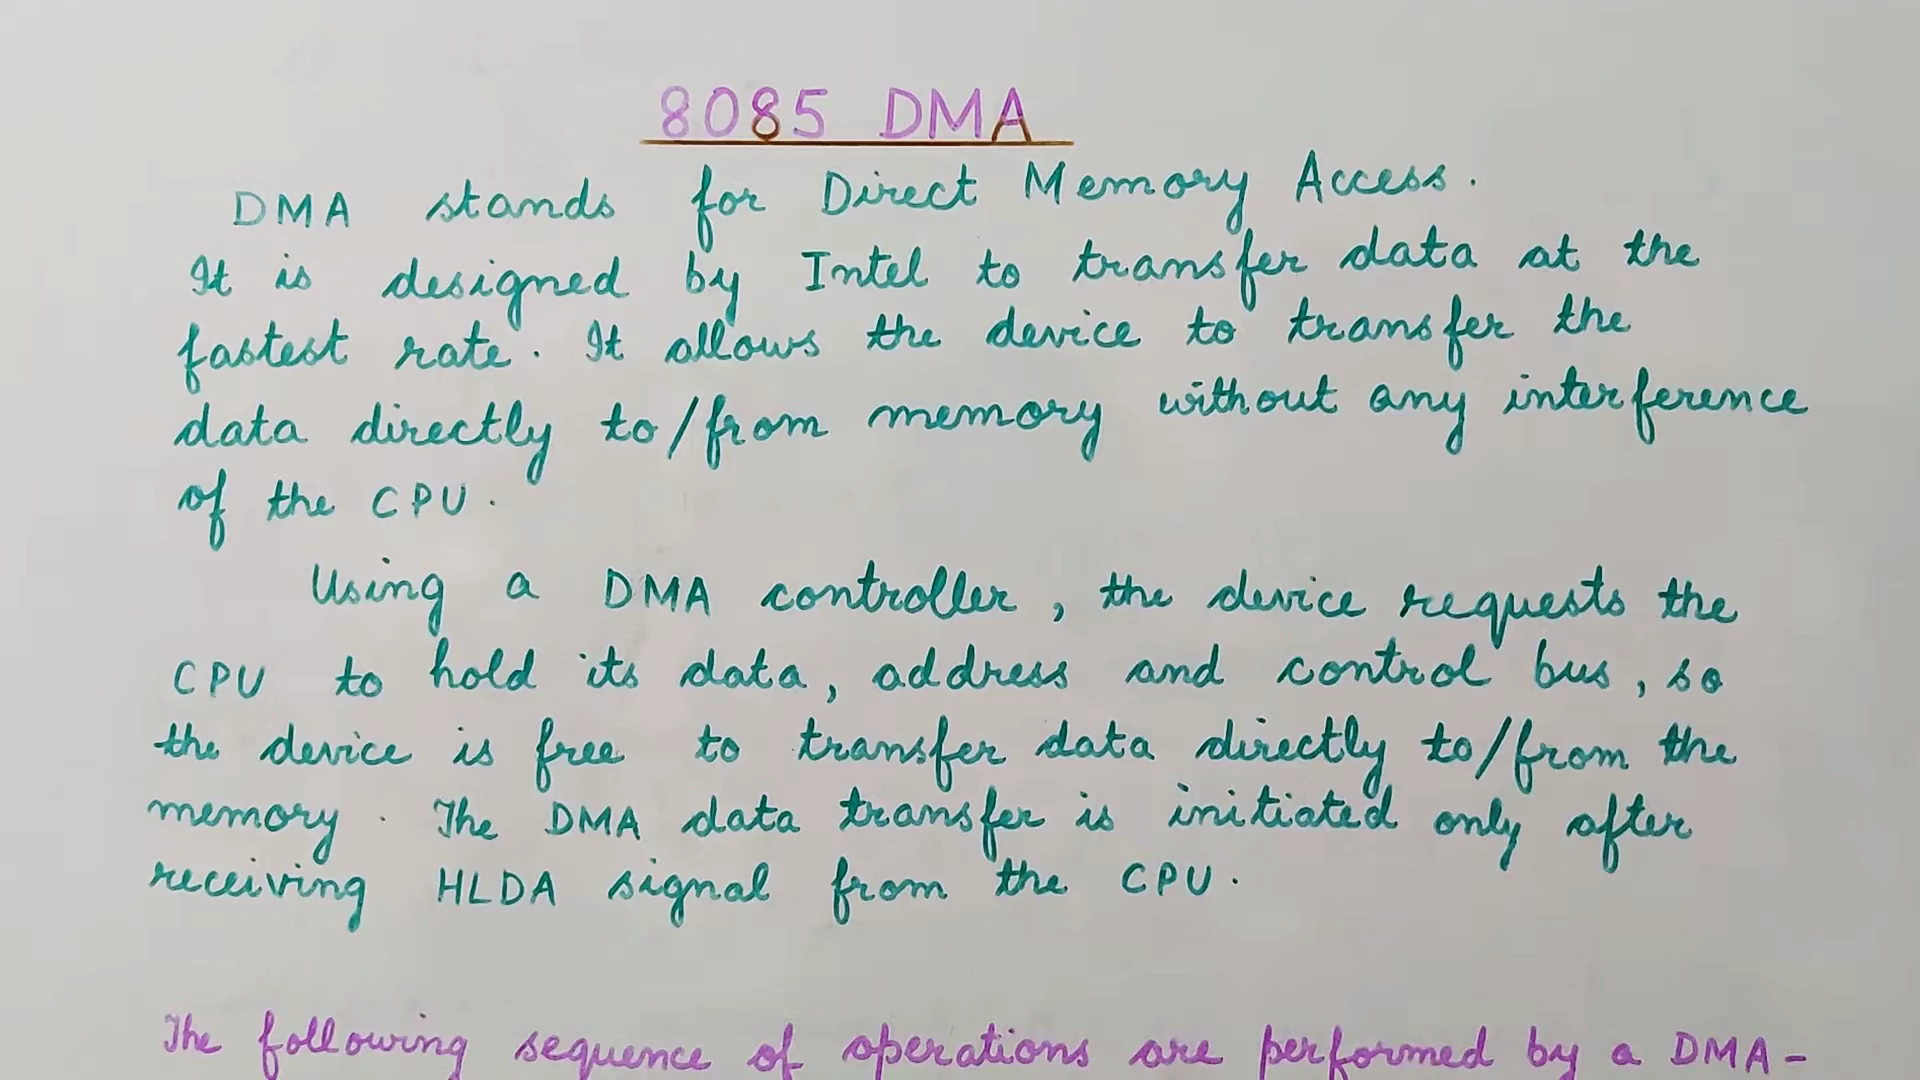 8085 DMA
DMA stands for Direct Memory Access.
It is designed by Intel to transfer data at the
fastest rate. It allows the device to transfer the
data directly to/from memory without any interference
of the CPU.
Using a DMA controller, the device requests the
CPU to hold its data, address and control bus, so
the device is free to transfer data directly to/from the
memory. The DMA data transfer is initiated only after
receiving HLDA signal from the CPU.
The following sequence of operations are performed by a DMA-